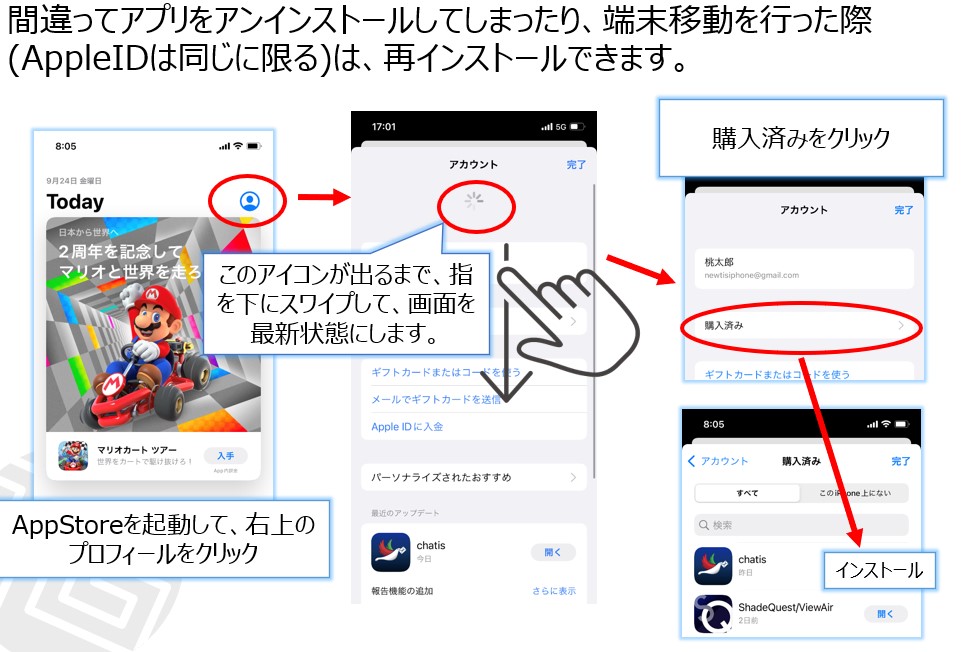 間違ってアプリをアンインストールしてしまったり、端末移動を行った際
(AppleIDは同じに限る)は、再インストールできます。
8:05
9月24日 金曜日
Today
日本から世界へ
2周年を記念して
マリオと世界を走ろ
マリオカート ツアー
世界をカートで駆け抜けろ！
入手
App内課金
AppStoreを起動して、右上の
プロフィールをクリック
17:01
5G
アカウント
完了
このアイコンが出るまで、指
を下にスワイプして、画面を
最新状態にします。
ギフトカードまたはコードを使う
メールでギフトカードを送信
Apple IDに入金
パーソナライズされたおすすめ
最近のアップデート
chatis
今日
開く
報告機能の追加
さらに表示
購入済みをクリック
アカウント
完了
桃太郎
newtisiphone@gmail.com
購入済み
ギフトカードまたはコードを使う
8:05
アカウント
購入済み
完了
すべて
このiPhone上にない
検索
chatis
昨日
インストール
ShadeQuest/ViewAir
2日前
開く